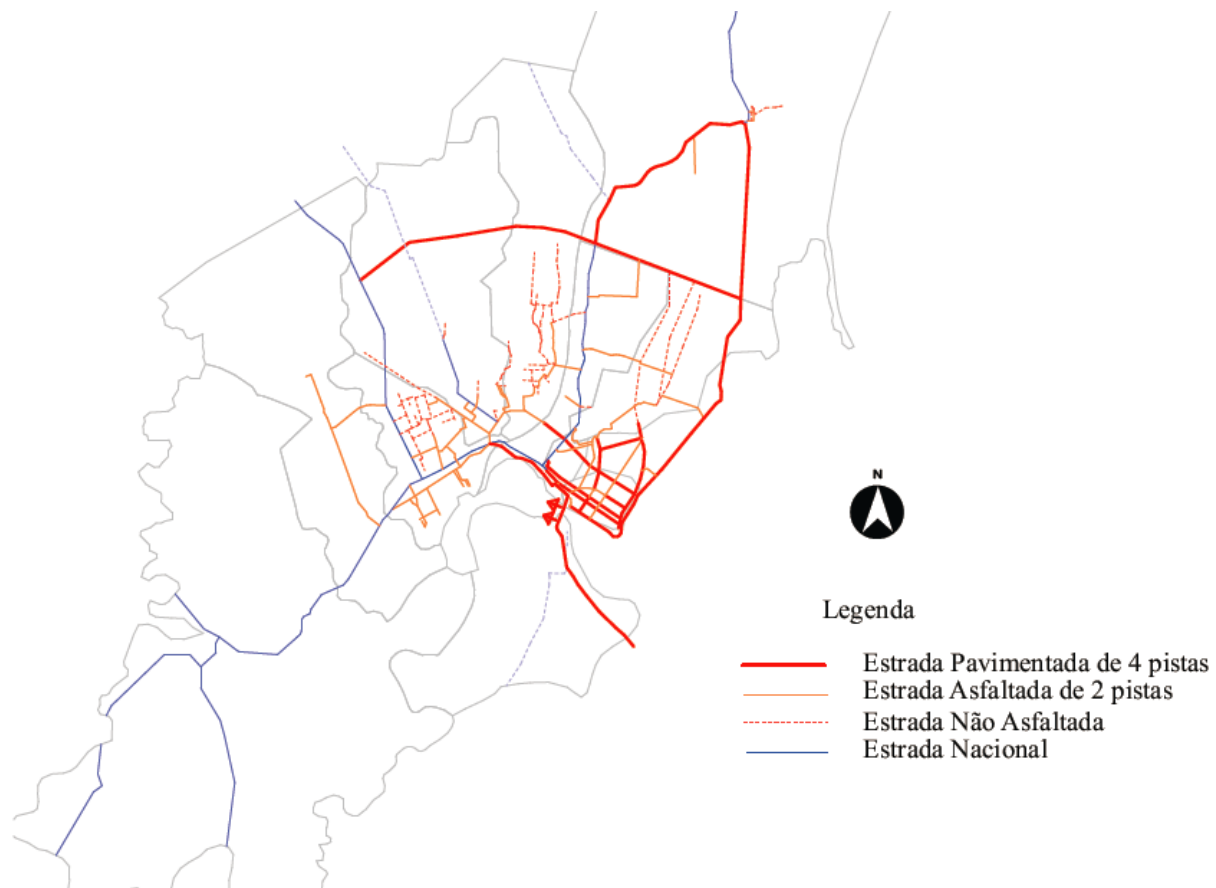 N
Legenda
Estrada Pavimentada de 4 pistas
Estrada Asfaltada de 2 pistas
Estrada Não Asfaltada
Estrada Nacional